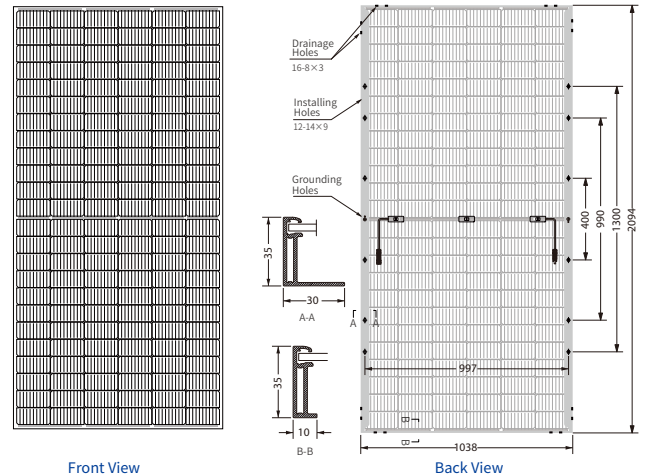 Drainage
Holes
16-8×3
Installing
Holes
12-14×9
Grounding
Holes
35
30
A-A
35
10
B-B
A
A
400
990
1300
2094
997
B
B
1038
Front View
Back View